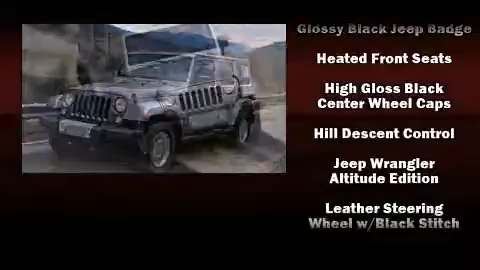 Glossy Black Jeep Badge
Heated Front Seats
High Gloss Black
Center Wheel Caps
Hill Descent Control
Jeep Wrangler
Altitude Edition
Leather Steering
Wheel w/Black Stitch